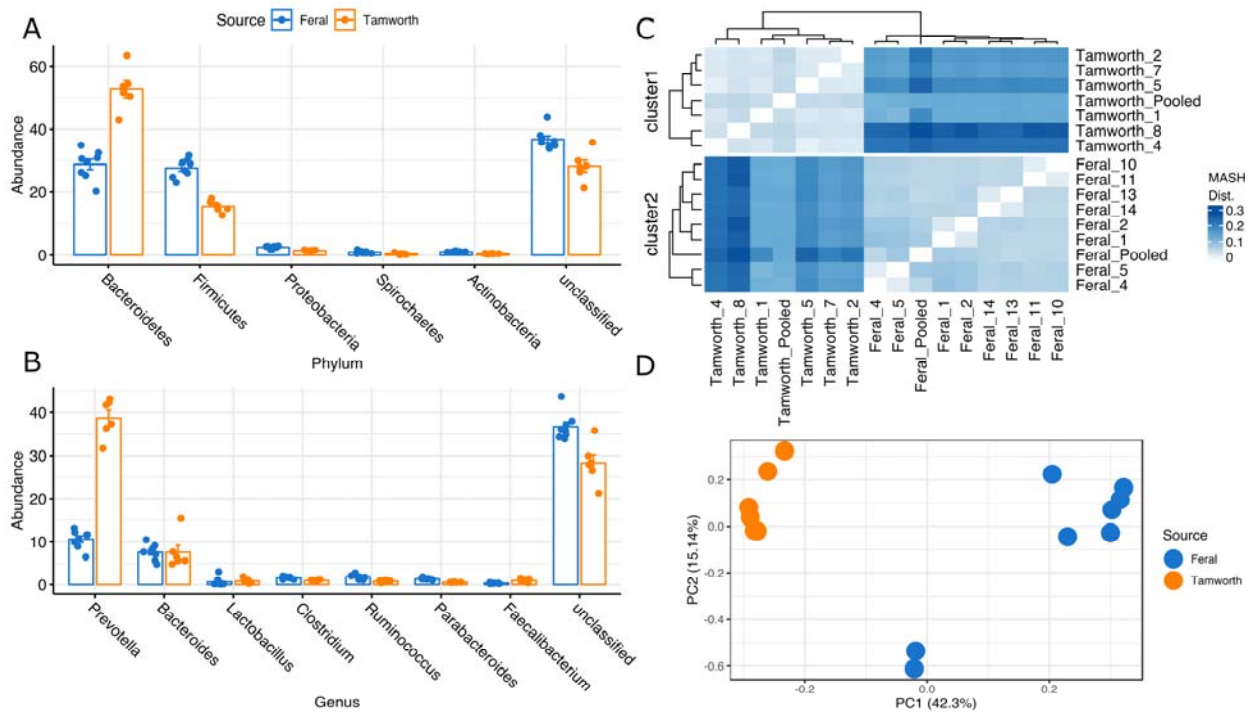 A
Source Feral Tamworth
Abundance
60
40
20
0
Bacteroidetes
Firmicutes
Proteobacteria
Spirochaetes
Actinobacteria
unclassified
Phylum
B
Abundance
40
30
20
10
0
Prevotella
Bacteroides
Lactobacillus
Clostridium
Ruminococcus
Parabacteroides
Faecalibacterium
unclassified
Genus
C
cluster1
cluster2
Tamworth_2
Tamworth_7
Tamworth_5
Tamworth_Pooled
Tamworth_1
Tamworth_8
Tamworth_4
Feral_10
Feral_11
Feral_13
Feral_14
Feral_2
Feral_1
Feral_Pooled
Feral_5
Feral_4
MASH
Dist.
0.3
0.2
0.1
0
Tamworth_4
Tamworth_8
Tamworth_1
Tamworth_Pooled
Tamworth_5
Tamworth_7
Tamworth_2
Feral_4
Feral_5
Feral_Pooled
Feral_1
Feral_2
Feral_14
Feral_13
Feral_11
Feral_10
D
PC2 (15.14%)
0.2
0.0
-0.2
-0.4
-0.6
-0.2
0.0
0.2
PC1 (42.3%)
Source
Feral
Tamworth